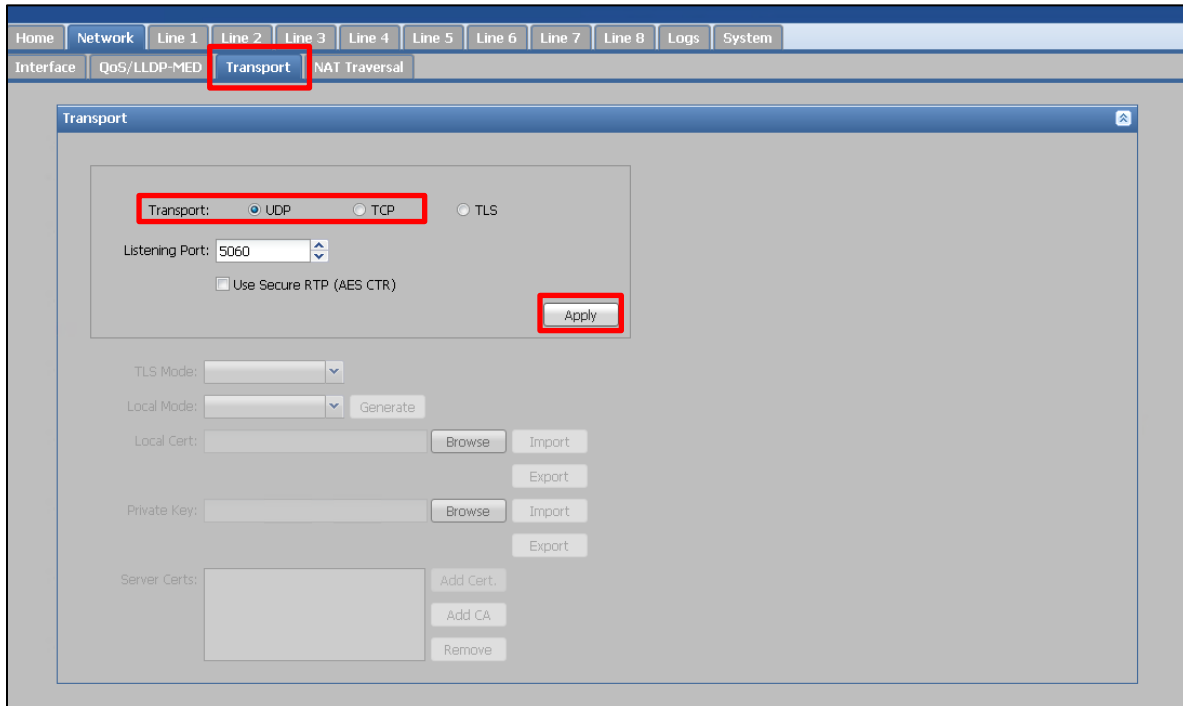 Home Network Line 1 Line 2 Line 3 Line 4 Line 5 Line 6 Line 7 Line 8 Logs System
Interface QoS/LLDP-MED Transport NAT Traversal
Transport
Transport: UDP TCP TLS
Listening Port: 5060
Use Secure RTP (AES CTR)
Apply
TLS Mode:
Local Mode: Generate
Local Cert: Browse Import
Export
Private Key: Browse Import
Export
Server Certs: Add Cert.
Add CA
Remove